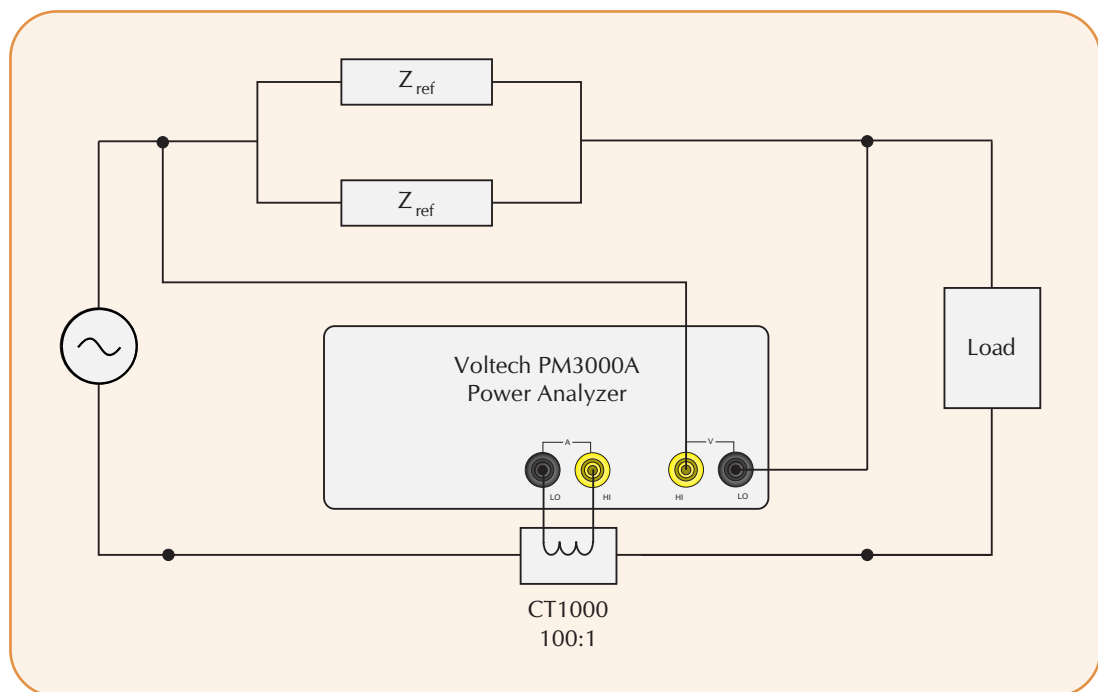 Z ref
Z ref
Load
Voltech PM3000A
Power Analyzer
A
V
LO
HI
HI
LO
CT1000
100:1